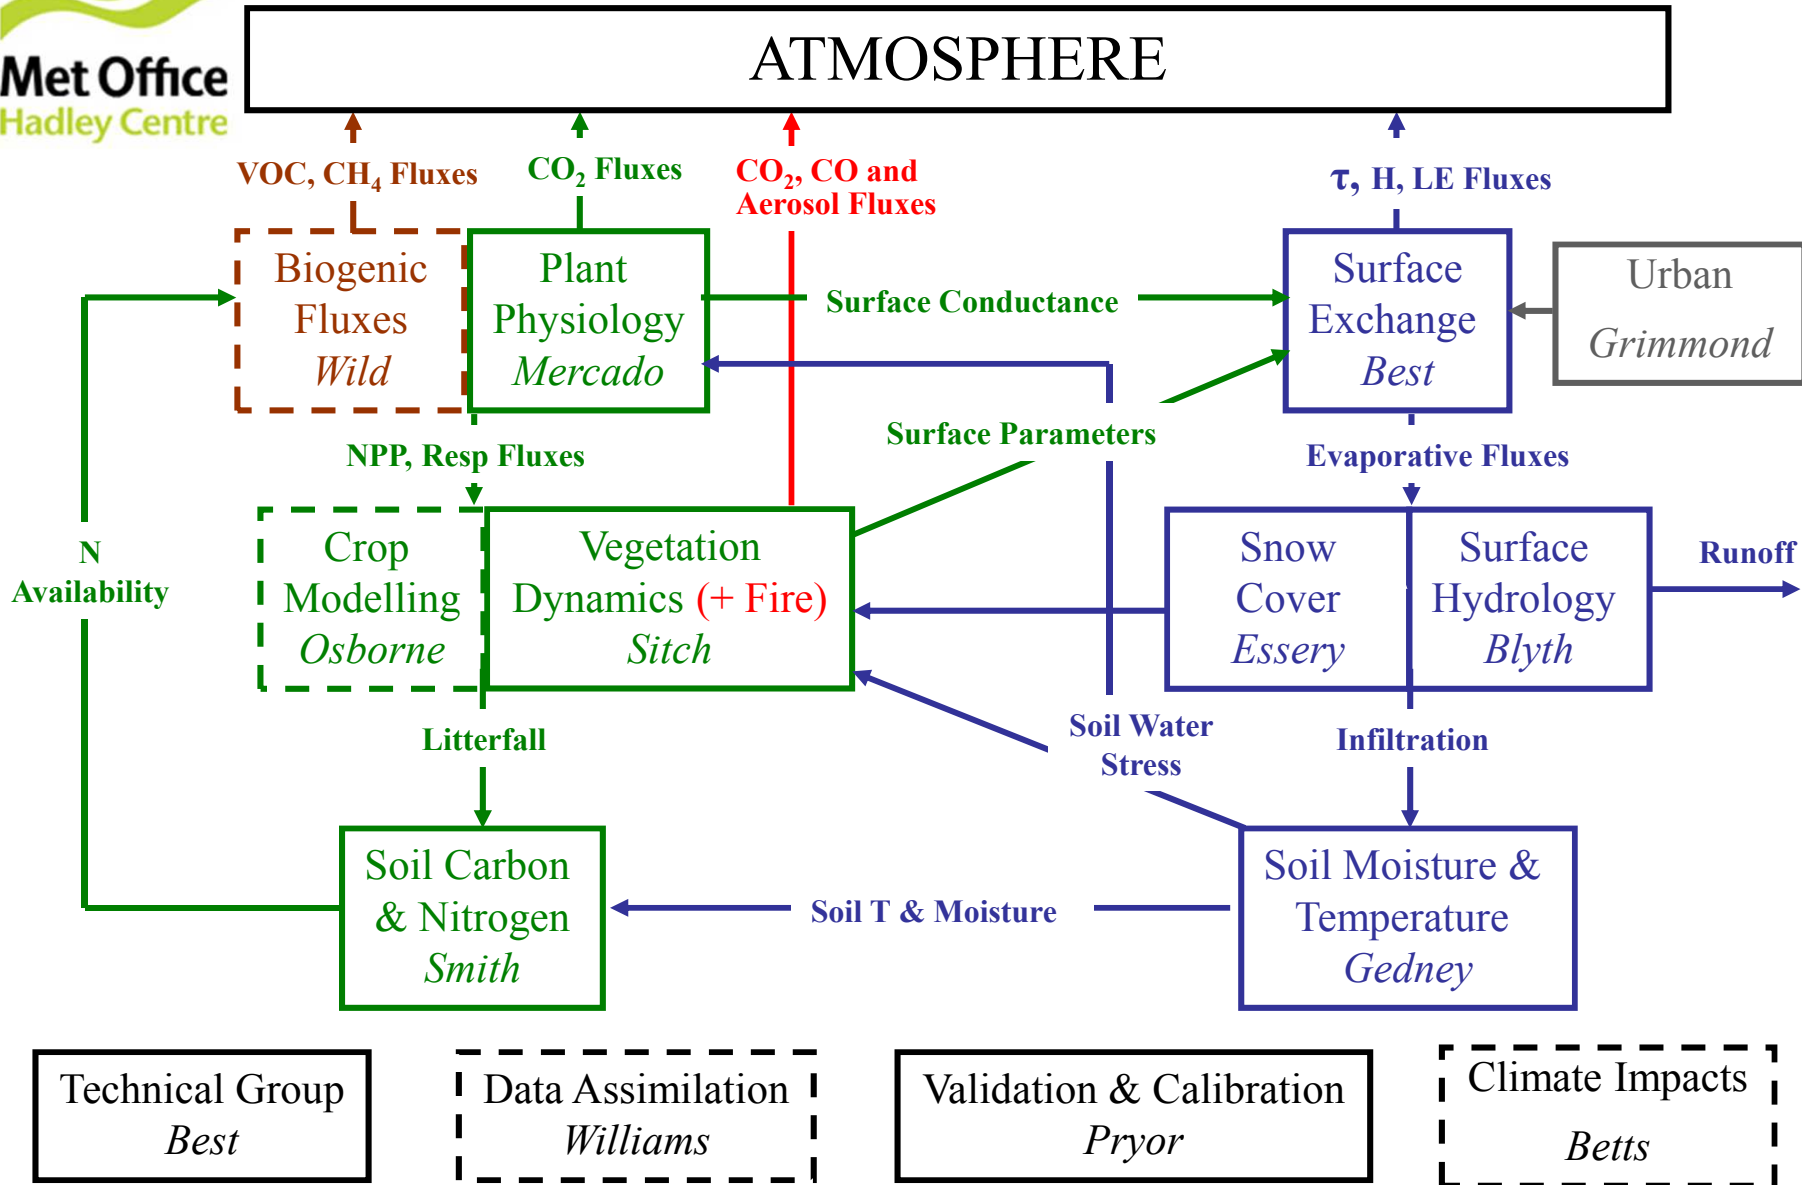 Met Office
Hadley Centre
ATMOSPHERE
VOC, CH₄ Fluxes
CO₂ Fluxes
CO₂, CO and
Aerosol Fluxes
τ, H, LE Fluxes
Biogenic
Fluxes
Wild
Plant
Physiology
Mercado
Surface Conductance
Surface
Exchange
Best
Urban
Grimmond
NPP, Resp Fluxes
Surface Parameters
Evaporative Fluxes
N
Availability
Crop
Modelling
Osborne
Vegetation
Dynamics (+ Fire)
Sitch
Snow
Cover
Essery
Surface
Hydrology
Blyth
Runoff
Litterfall
Soil Water
Stress
Infiltration
Soil Carbon
& Nitrogen
Smith
Soil T & Moisture
Soil Moisture &
Temperature
Gedney
Technical Group
Best
Data Assimilation
Williams
Validation & Calibration
Pryor
Climate Impacts
Betts